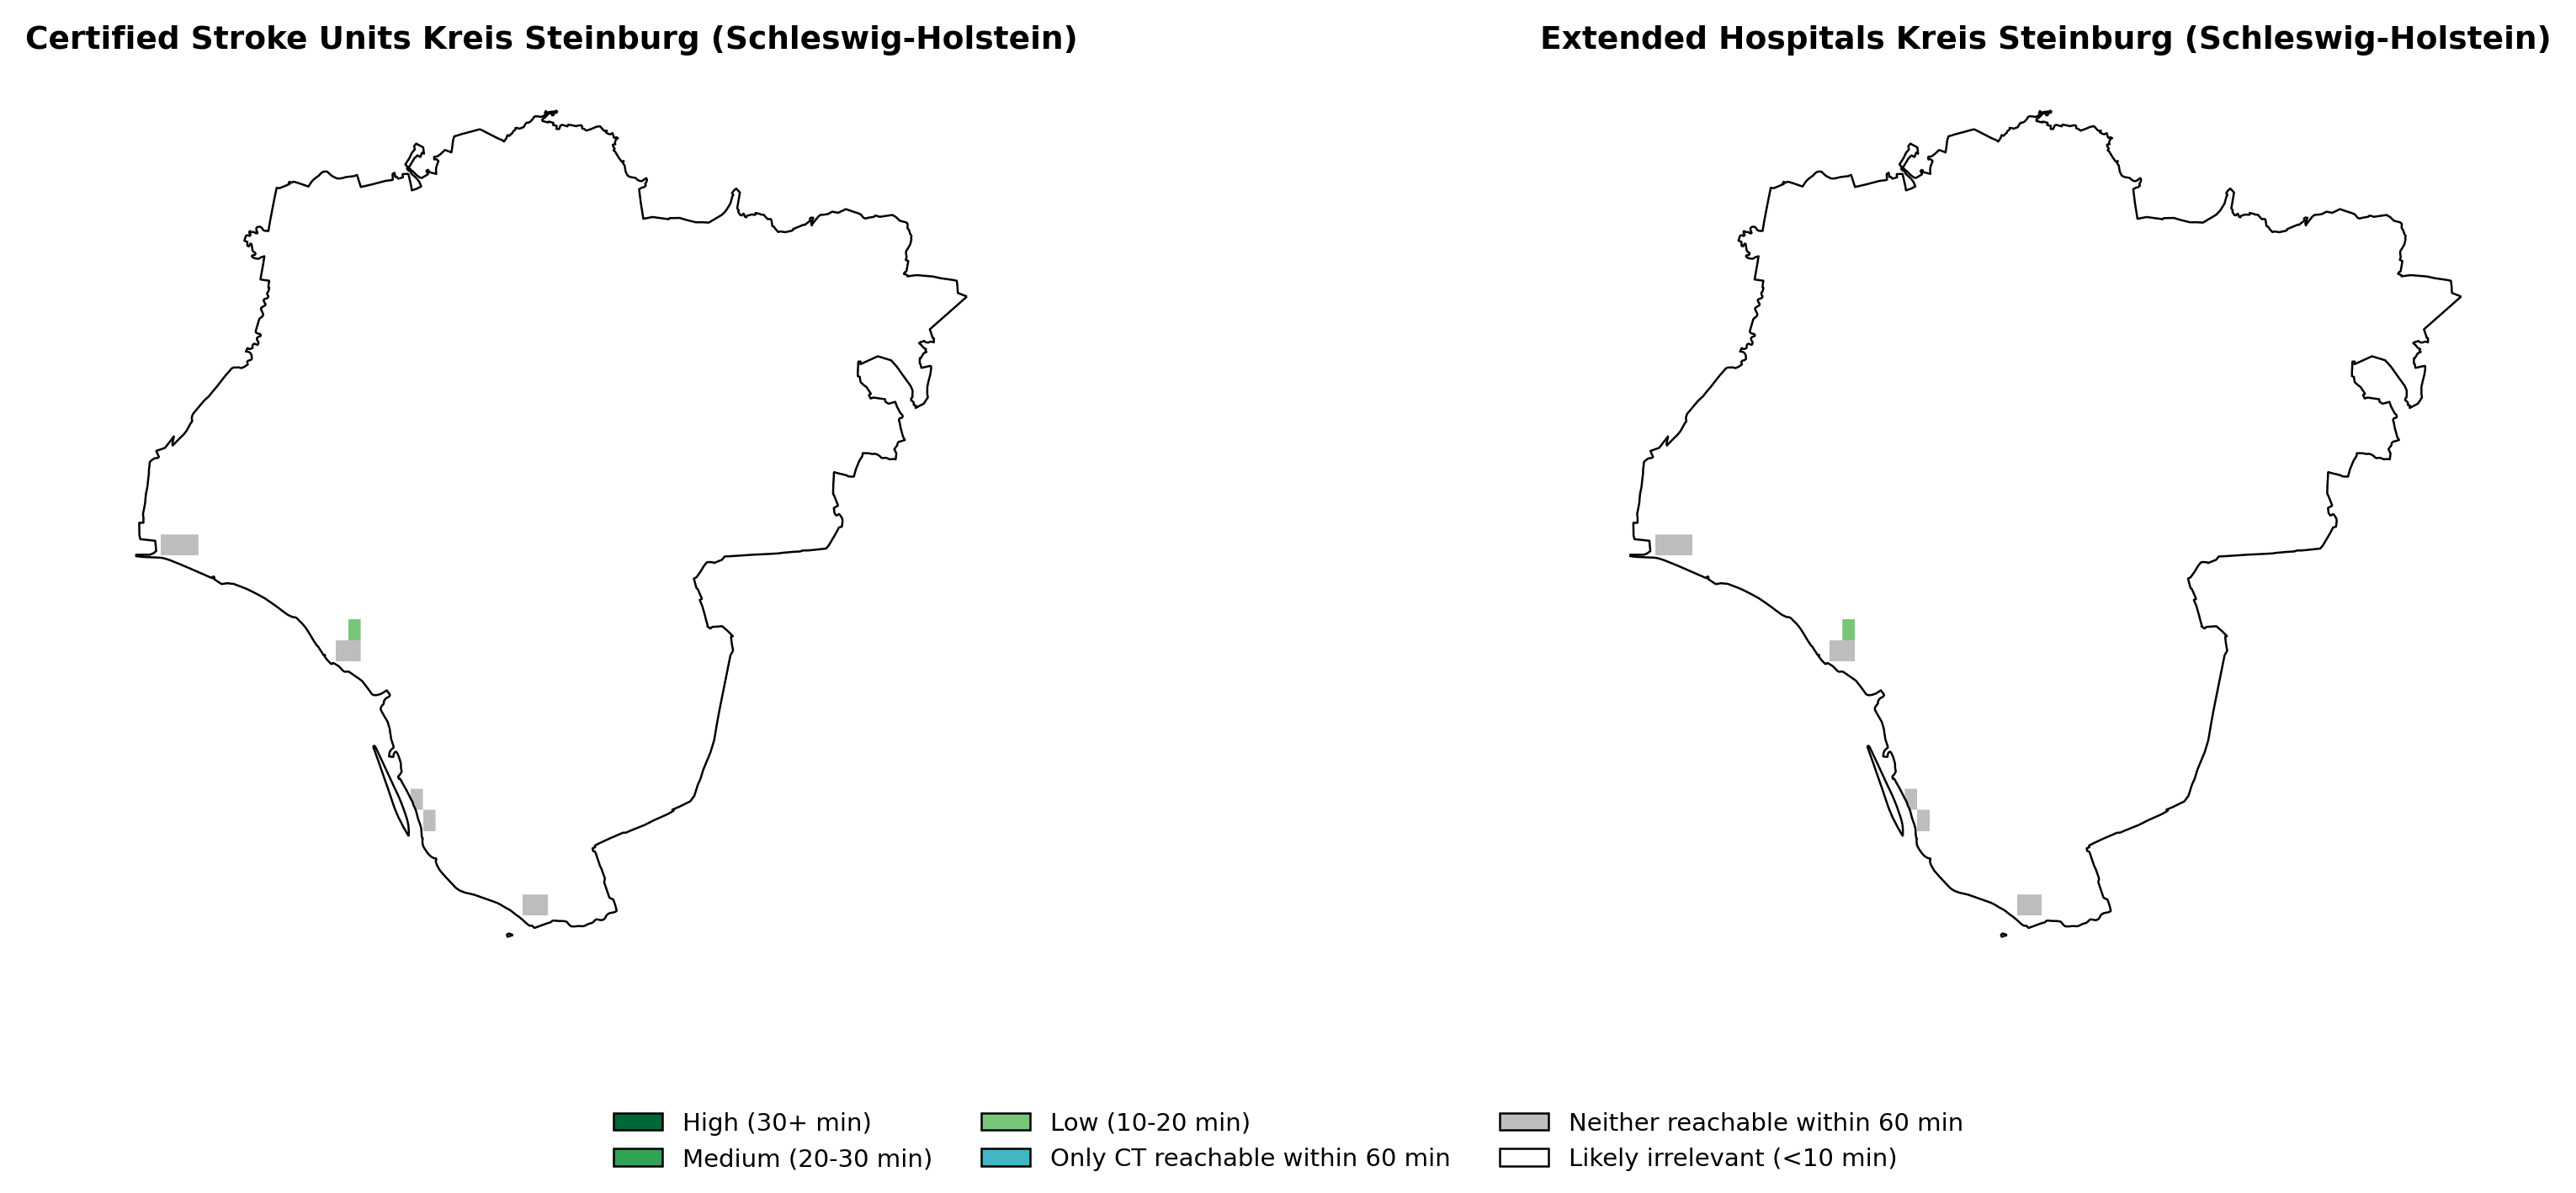 Certified Stroke Units Kreis Steinburg (Schleswig-Holstein)
Extended Hospitals Kreis Steinburg (Schleswig-Holstein)
High (30+ min)
Medium (20-30 min)
Low (10-20 min)
Only CT reachable within 60 min
Neither reachable within 60 min
Likely irrelevant (<10 min)